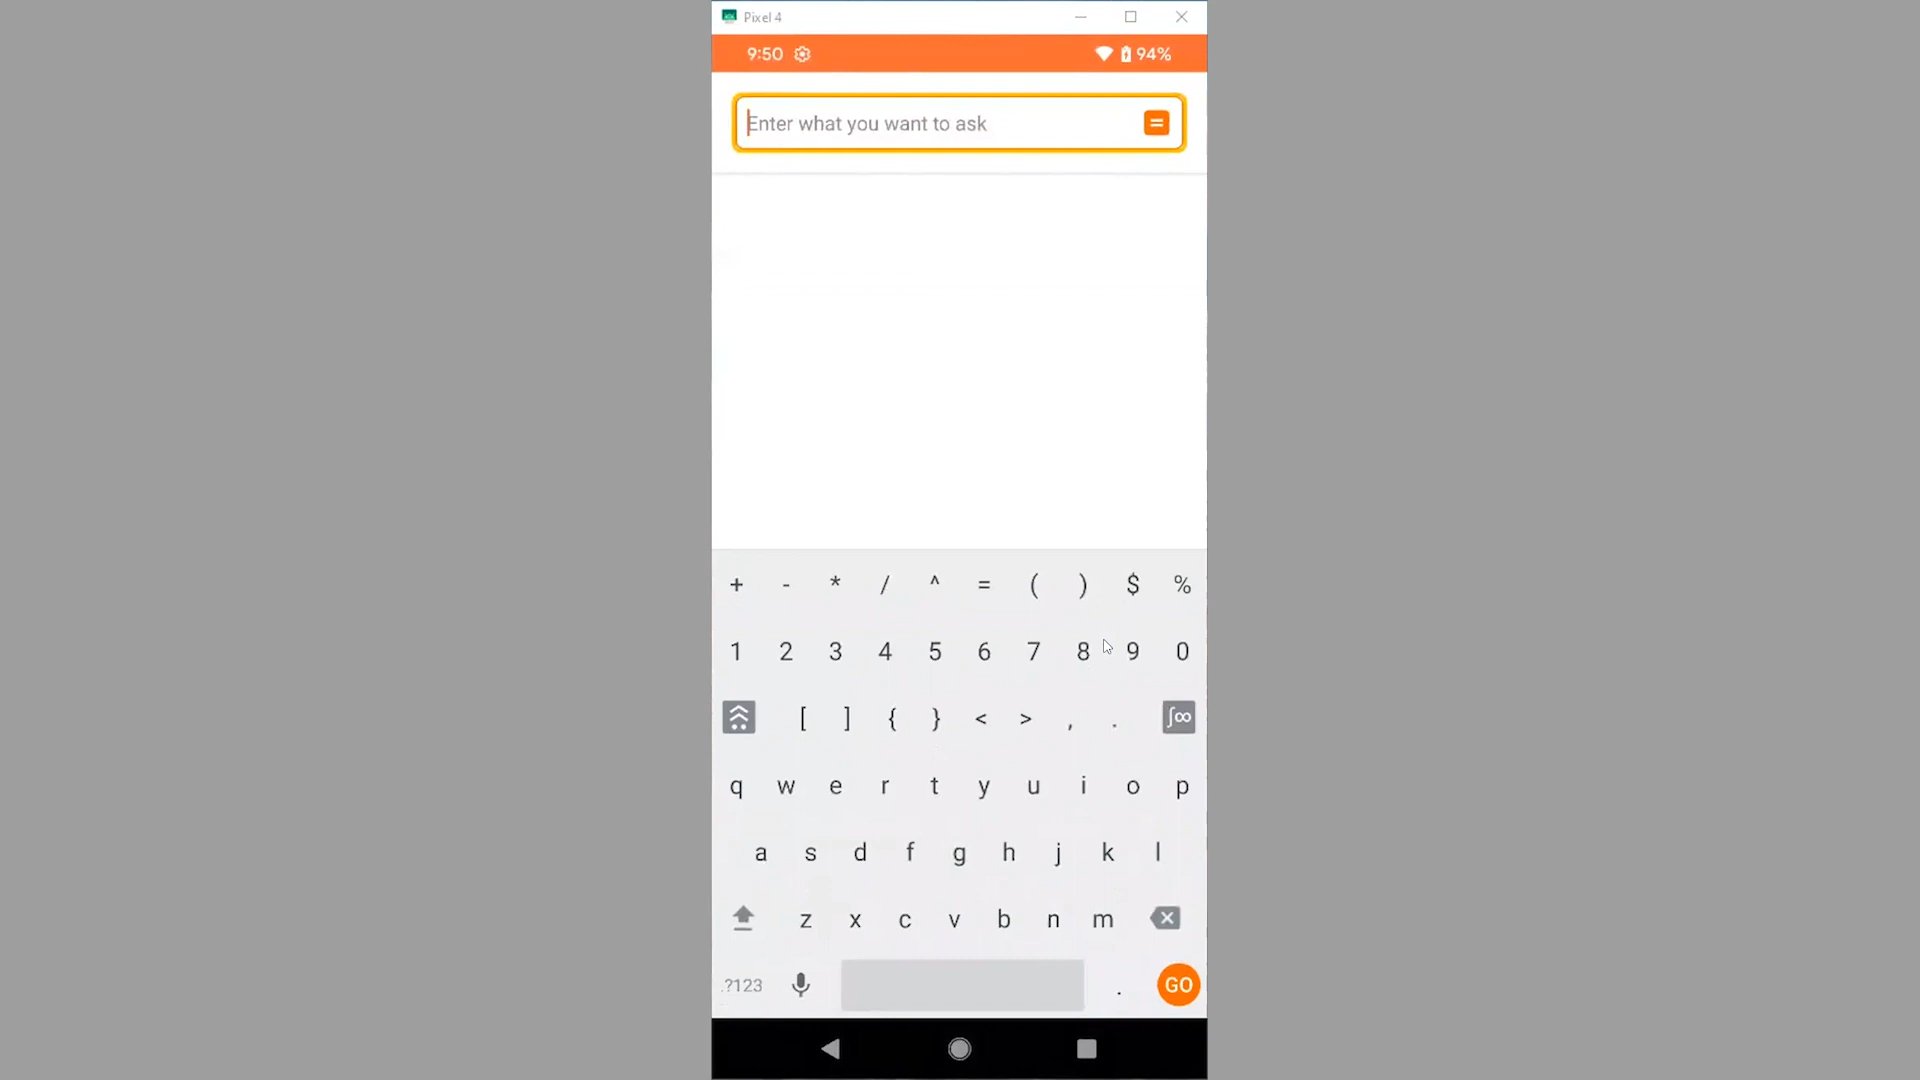 Pixel 4
9:50 94%
Enter what you want to ask =
+ - * / ^ = ( ) $ %
1 2 3 4 5 6 7 8 9 0
[ ] { } < > , . ∫∞
q w e r t y u i o p
a s d f g h j k l
z x c v b n m
.?123 . GO